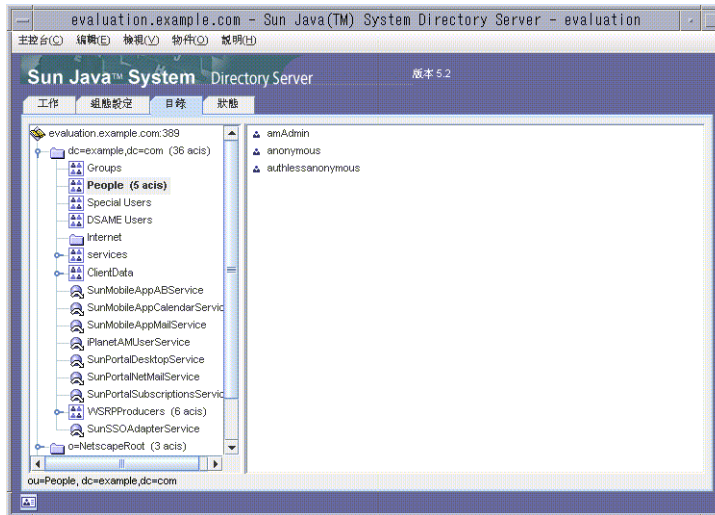 evaluation.example.com - Sun Java(TM) System Directory Server - evaluation
主控台(C) 編輯(E) 檢視(V) 物件(O) 說明(H)
Sun Java™ System Directory Server 版本 5.2
工作 組態設定 目錄 狀態
evaluation.example.com:389
dc=example,dc=com (36 acis)
Groups
People (5 acis)
Special Users
DSAME Users
Internet
services
ClientData
SunMobileAppABService
SunMobileAppCalendarServic
SunMobileAppMailService
iPlanetAMUserService
SunPortalDesktopService
SunPortalNetMailService
SunPortalSubscriptionsServic
WSRPProducers (6 acis)
SunSSOAdapterService
o=NetscapeRoot (3 acis)
amAdmin
anonymous
authlessanonymous
ou=People, dc=example,dc=com